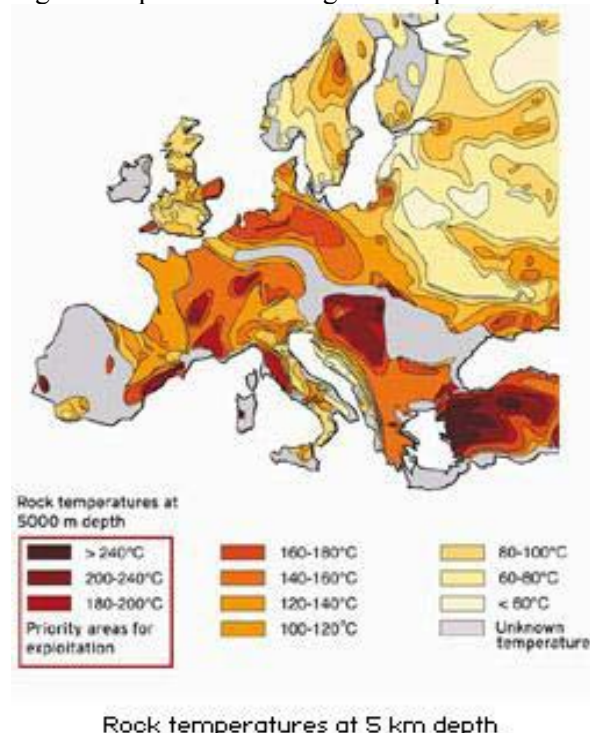 Rock temperatures at
5000 m depth
> 240°C
200-240°C
180-200°C
Priority areas for
exploitation
160-180°C
140-160°C
120-140°C
100-120°C
80-100°C
60-80°C
< 60°C
Unknown
temperature
Rock temperatures at 5 km depth